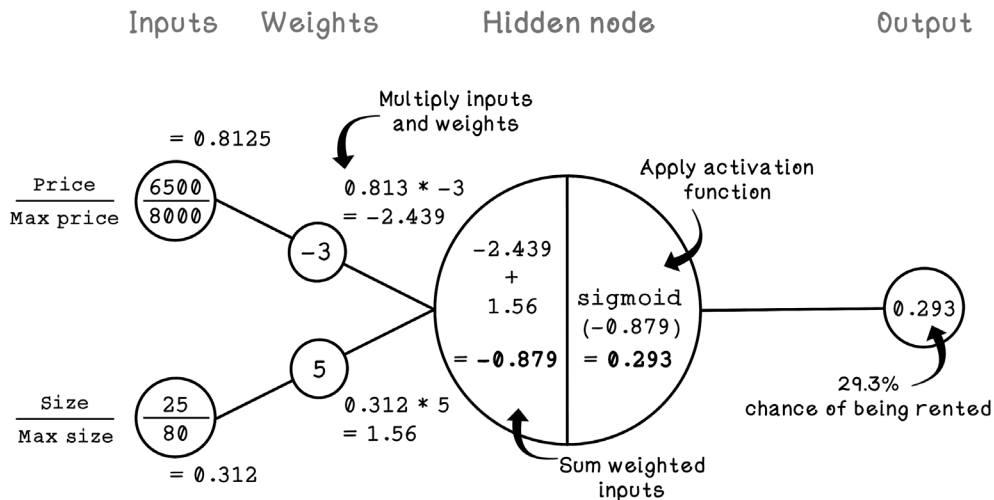 Inputs
Weights
Hidden node
Output
Multiply inputs
and weights
= 0.8125
Price
Max price
6500
8000
0.813 * -3
= -2.439
-3
Apply activation
function
-2.439
+
1.56
= -0.879
sigmoid
(-0.879)
= 0.293
0.293
29.3%
chance of being rented
5
Size
Max size
25
80
0.312 * 5
= 1.56
= 0.312
Sum weighted
inputs